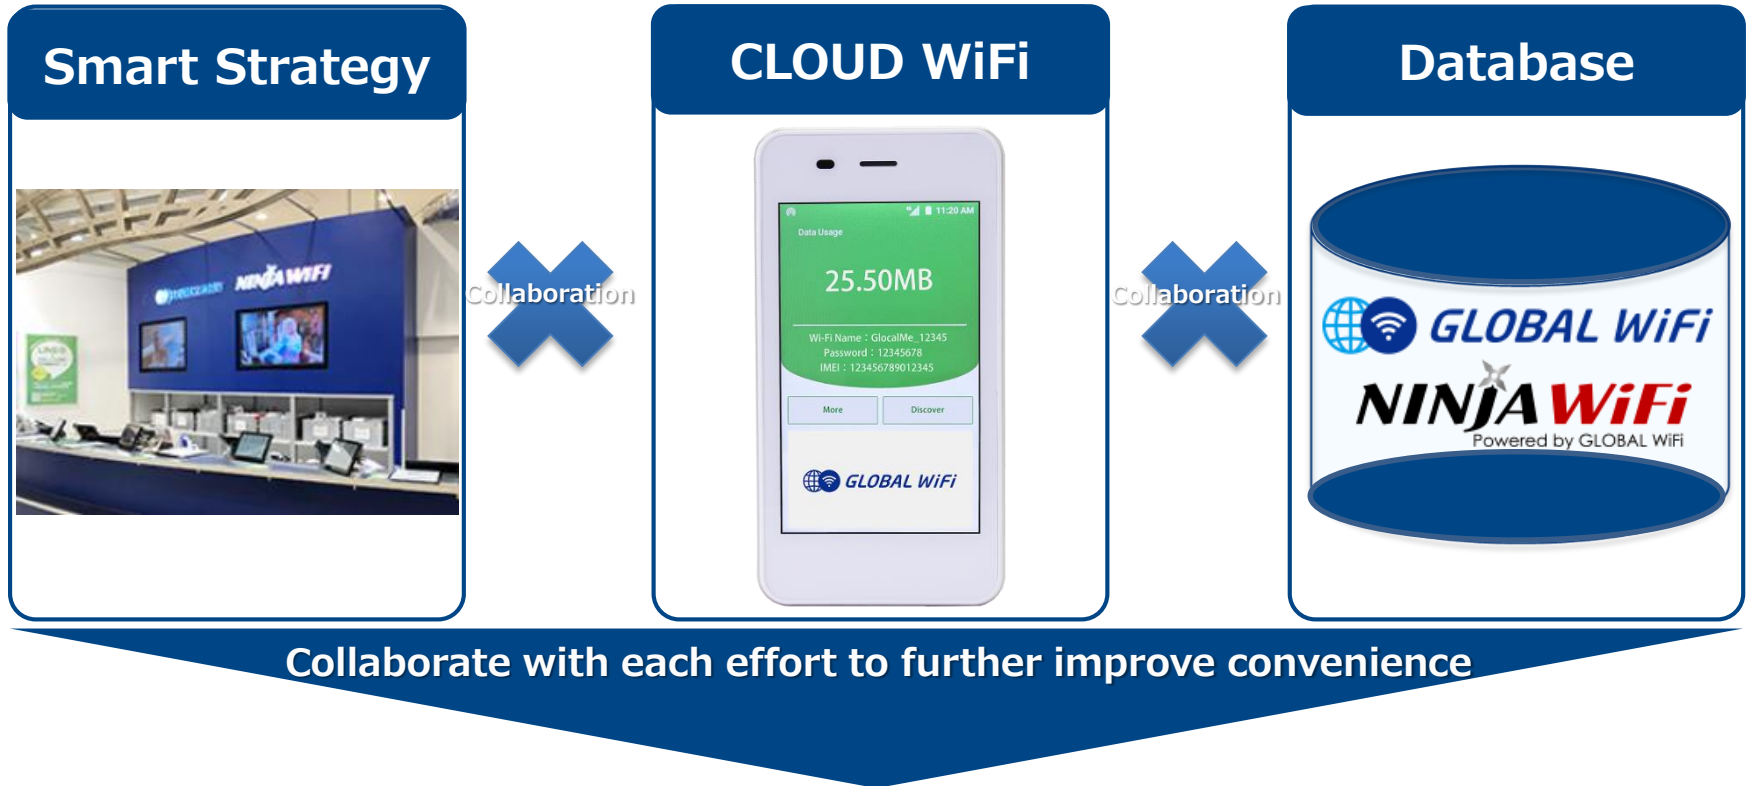 Smart Strategy
CLOUD WiFi
Database
NINJA WiFi
Collaboration
11:20 AM
Data Usage
25.50MB
Wi-Fi Name : GlocalMe_12345
Password : 12345678
IMEI : 123456789012345
More
Discover
GLOBAL WiFi
Collaboration
GLOBAL WiFi
NINJA WiFi
Powered by GLOBAL WiFi
Collaborate with each effort to further improve convenience